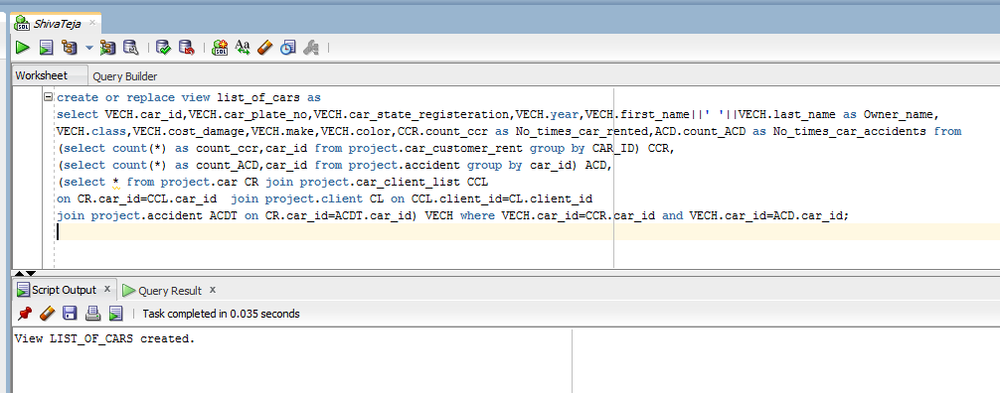 ShivaTeja
Worksheet Query Builder
create or replace view list_of_cars as
select VECH.car_id,VECH.car_plate_no,VECH.car_state_registeration,VECH.year,VECH.first_name||' '||VECH.last_name as Owner_name,
VECH.class,VECH.cost_damage,VECH.make,VECH.color,CCR.count_ccr as No_times_car_rented,ACD.count_ACD as No_times_car_accidents from
(select count(*) as count_ccr,car_id from project.car_customer_rent group by CAR_ID) CCR,
(select count(*) as count_ACD,car_id from project.accident group by car_id) ACD,
(select * from project.car CR join project.car_client_list CCL
on CR.car_id=CCL.car_id  join project.client CL on CCL.client_id=CL.client_id
join project.accident ACDT on CR.car_id=ACDT.car_id) VECH where VECH.car_id=CCR.car_id and VECH.car_id=ACD.car_id;
Script Output x Query Result x
Task completed in 0.035 seconds
View LIST_OF_CARS created.